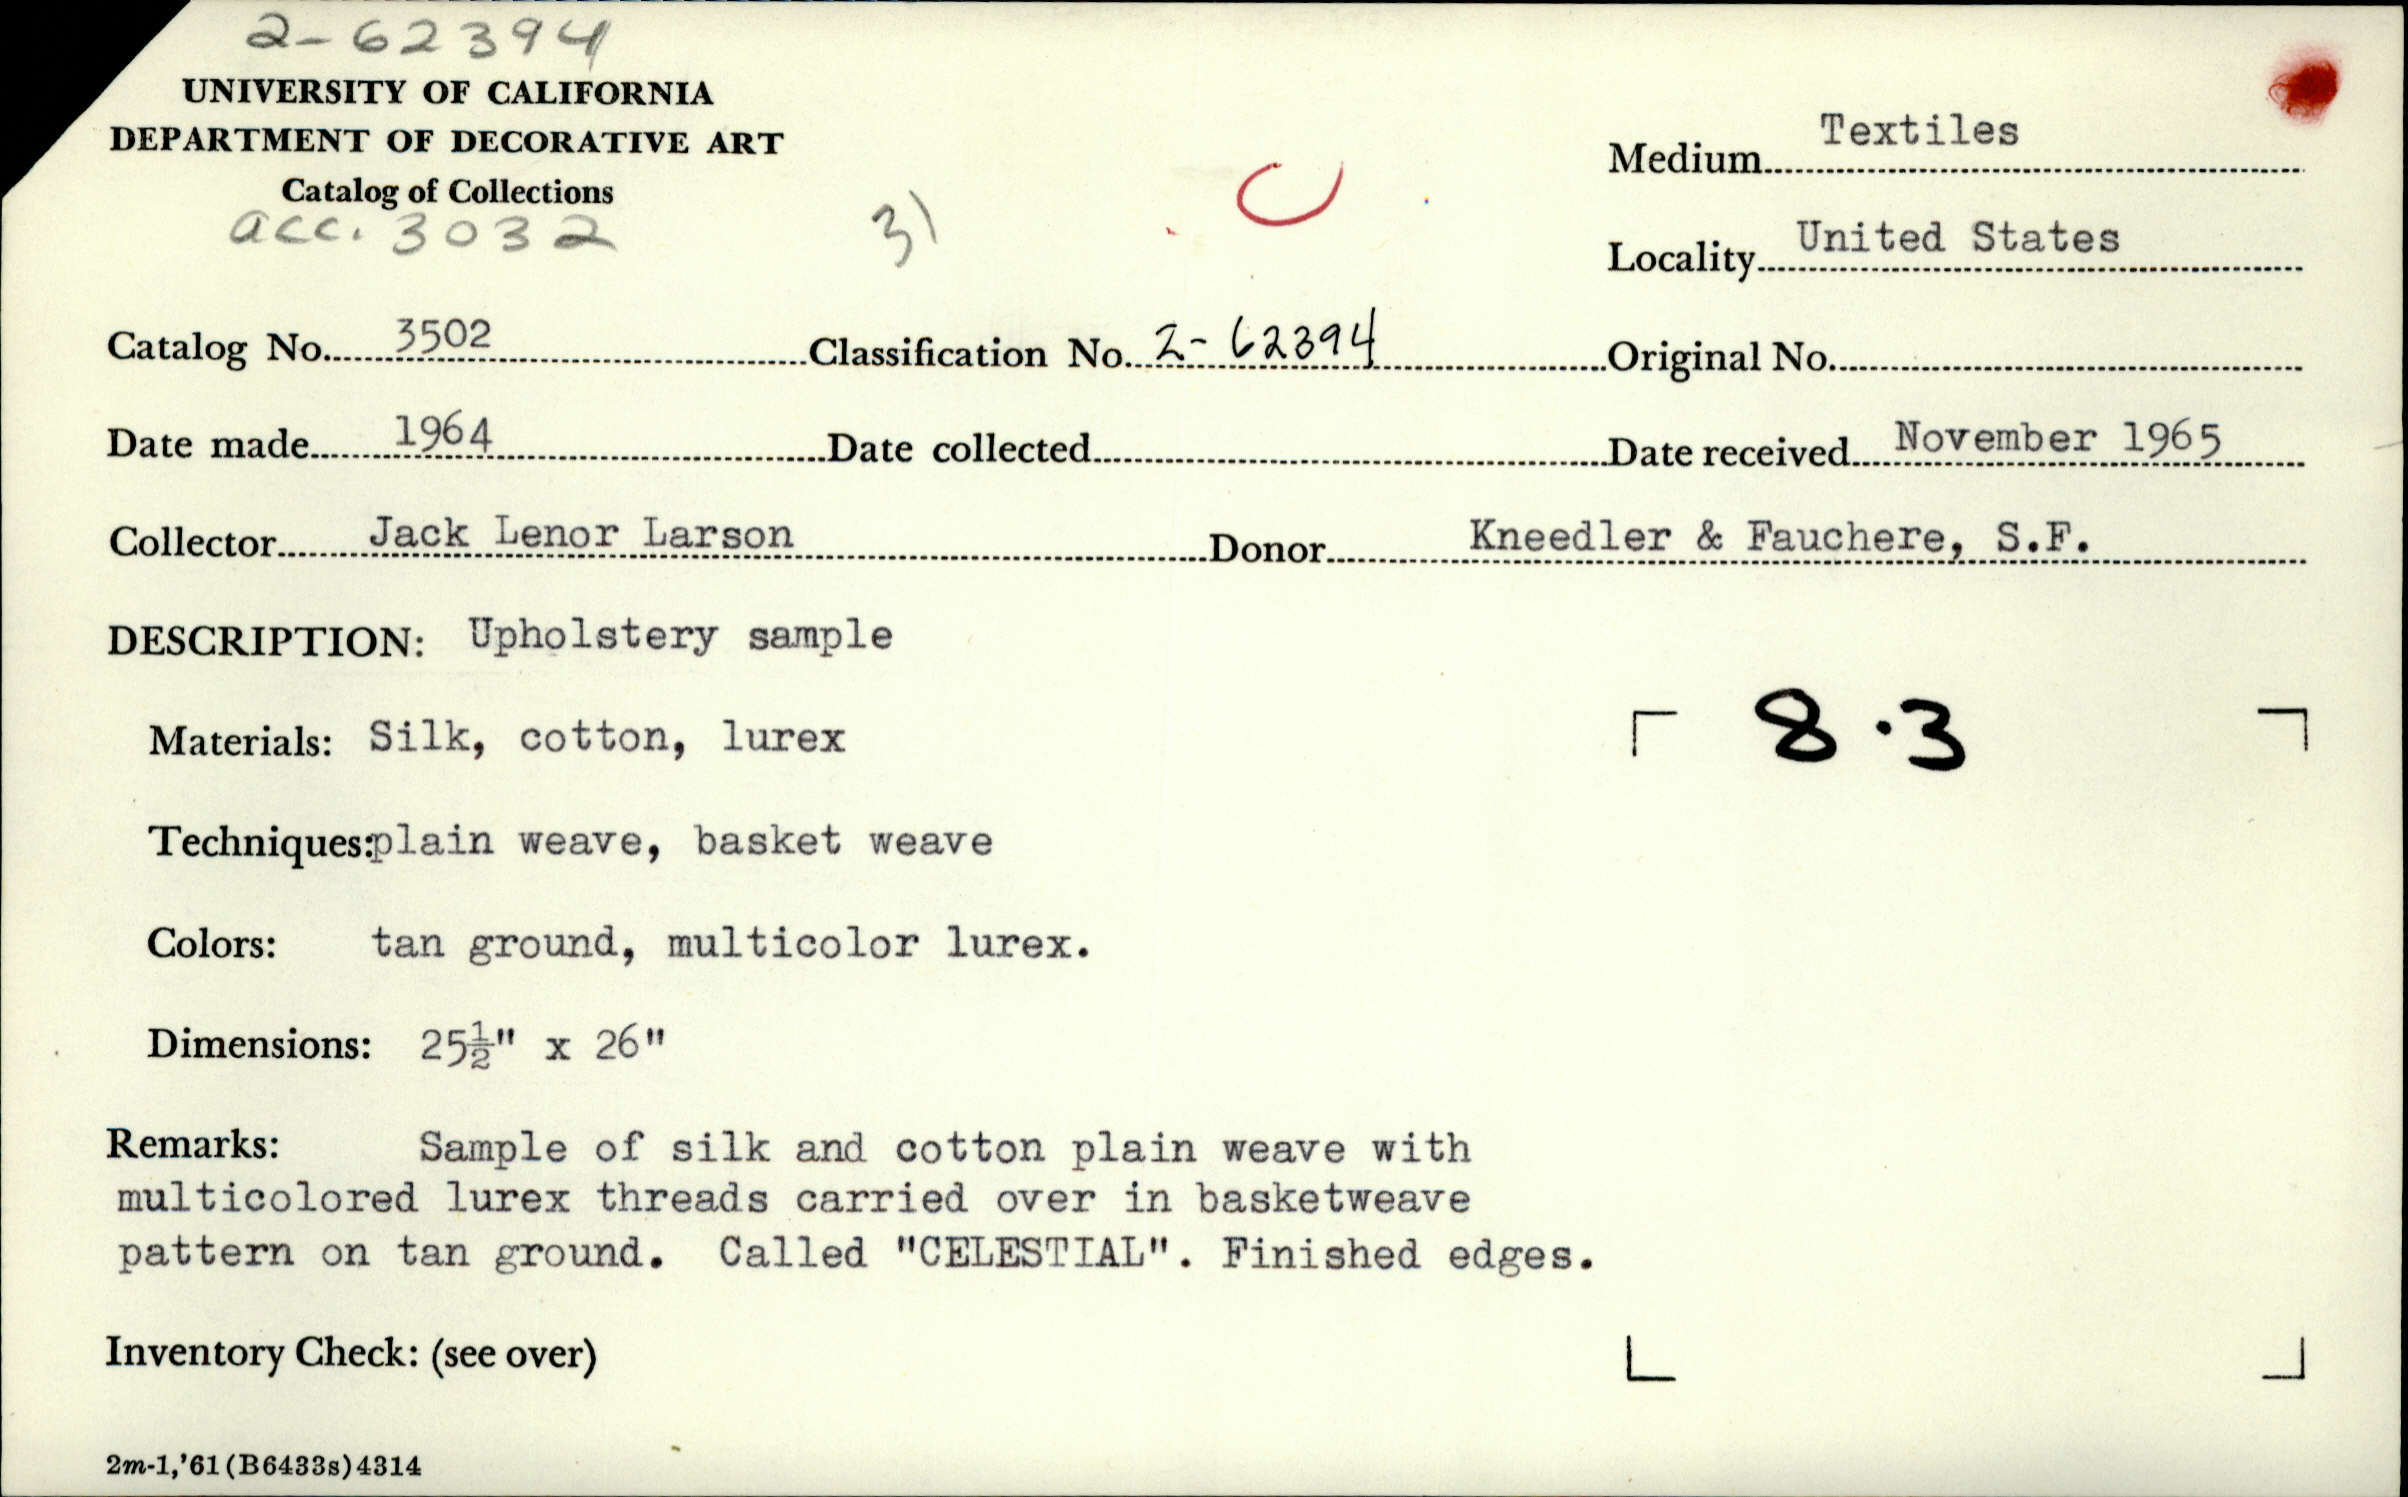 2-62394
UNIVERSITY OF CALIFORNIA
DEPARTMENT OF DECORATIVE ART
Catalog of Collections
acc. 3032
3)
C
Medium Textiles
Locality United States
Catalog No. 3502 Classification No. 2-62394 Original No.
Date made 1964 Date collected Date received November 1965
Collector Jack Lenor Larson Donor Kneedler & Fauchere, S.F.
DESCRIPTION: Upholstery sample
8.3
Materials: Silk, cotton, lurex
Techniques: plain weave, basket weave
Colors: tan ground, multicolor lurex.
Dimensions: 25½" x 26"
Remarks: Sample of silk and cotton plain weave with
multicolored lurex threads carried over in basketweave
pattern on tan ground. Called "CELESTIAL". Finished edges.
Inventory Check: (see over)
2m-1,'61(B6433s)4314